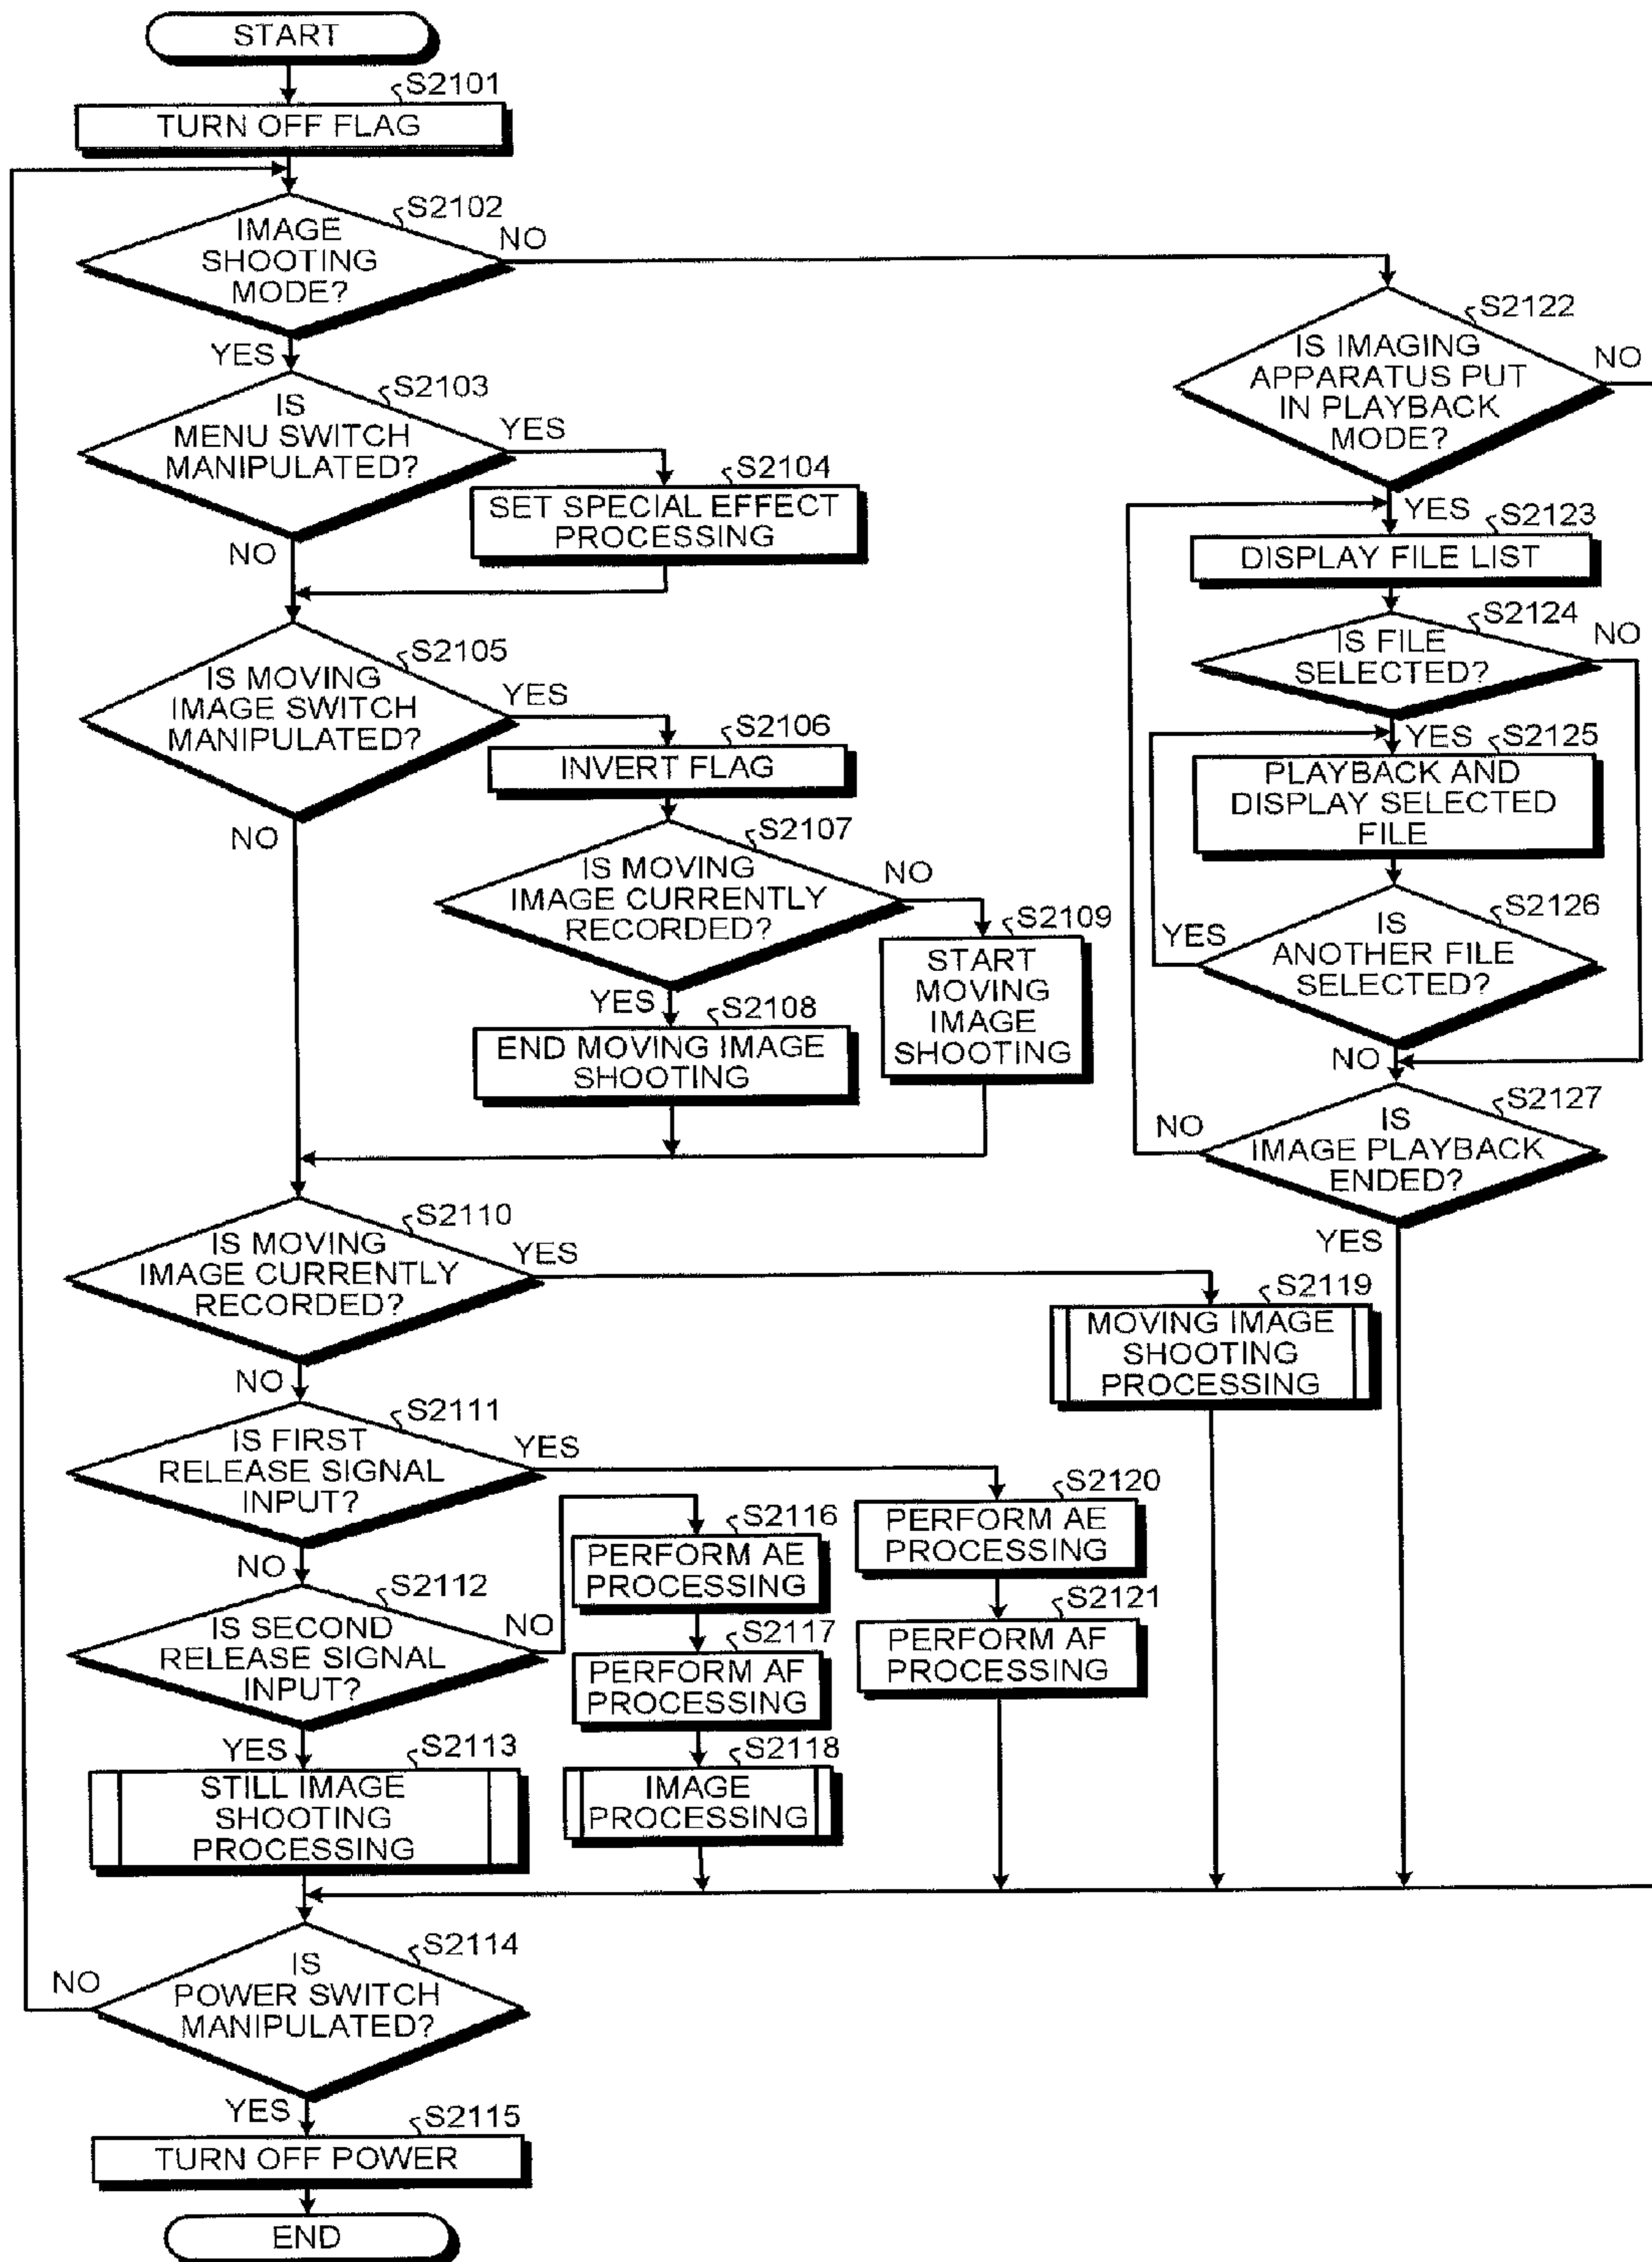 START
S2101
TURN OFF FLAG
S2102
IMAGE
SHOOTING
MODE?
NO
YES
S2103
IS
MENU SWITCH
MANIPULATED?
YES
NO
S2104
SET SPECIAL EFFECT
PROCESSING
S2105
IS MOVING
IMAGE SWITCH
MANIPULATED?
YES
NO
S2106
INVERT FLAG
S2107
IS MOVING
IMAGE CURRENTLY
RECORDED?
NO
YES
S2108
END MOVING IMAGE
SHOOTING
S2109
START
MOVING
IMAGE
SHOOTING
S2110
IS MOVING
IMAGE CURRENTLY
RECORDED?
YES
NO
S2111
IS FIRST
RELEASE SIGNAL
INPUT?
YES
NO
S2112
IS SECOND
RELEASE SIGNAL
INPUT?
NO
YES
S2113
STILL IMAGE
SHOOTING
PROCESSING
S2116
PERFORM AE
PROCESSING
S2117
PERFORM AF
PROCESSING
S2118
IMAGE
PROCESSING
S2120
PERFORM AE
PROCESSING
S2121
PERFORM AF
PROCESSING
S2119
MOVING IMAGE
SHOOTING
PROCESSING
S2122
IS IMAGING
APPARATUS PUT
IN PLAYBACK
MODE?
NO
YES
S2123
DISPLAY FILE LIST
S2124
IS FILE
SELECTED?
NO
YES
S2125
PLAYBACK AND
DISPLAY SELECTED
FILE
S2126
IS
ANOTHER FILE
SELECTED?
YES
NO
S2127
IS
IMAGE PLAYBACK
ENDED?
NO
YES
S2114
IS
POWER SWITCH
MANIPULATED?
NO
YES
S2115
TURN OFF POWER
END